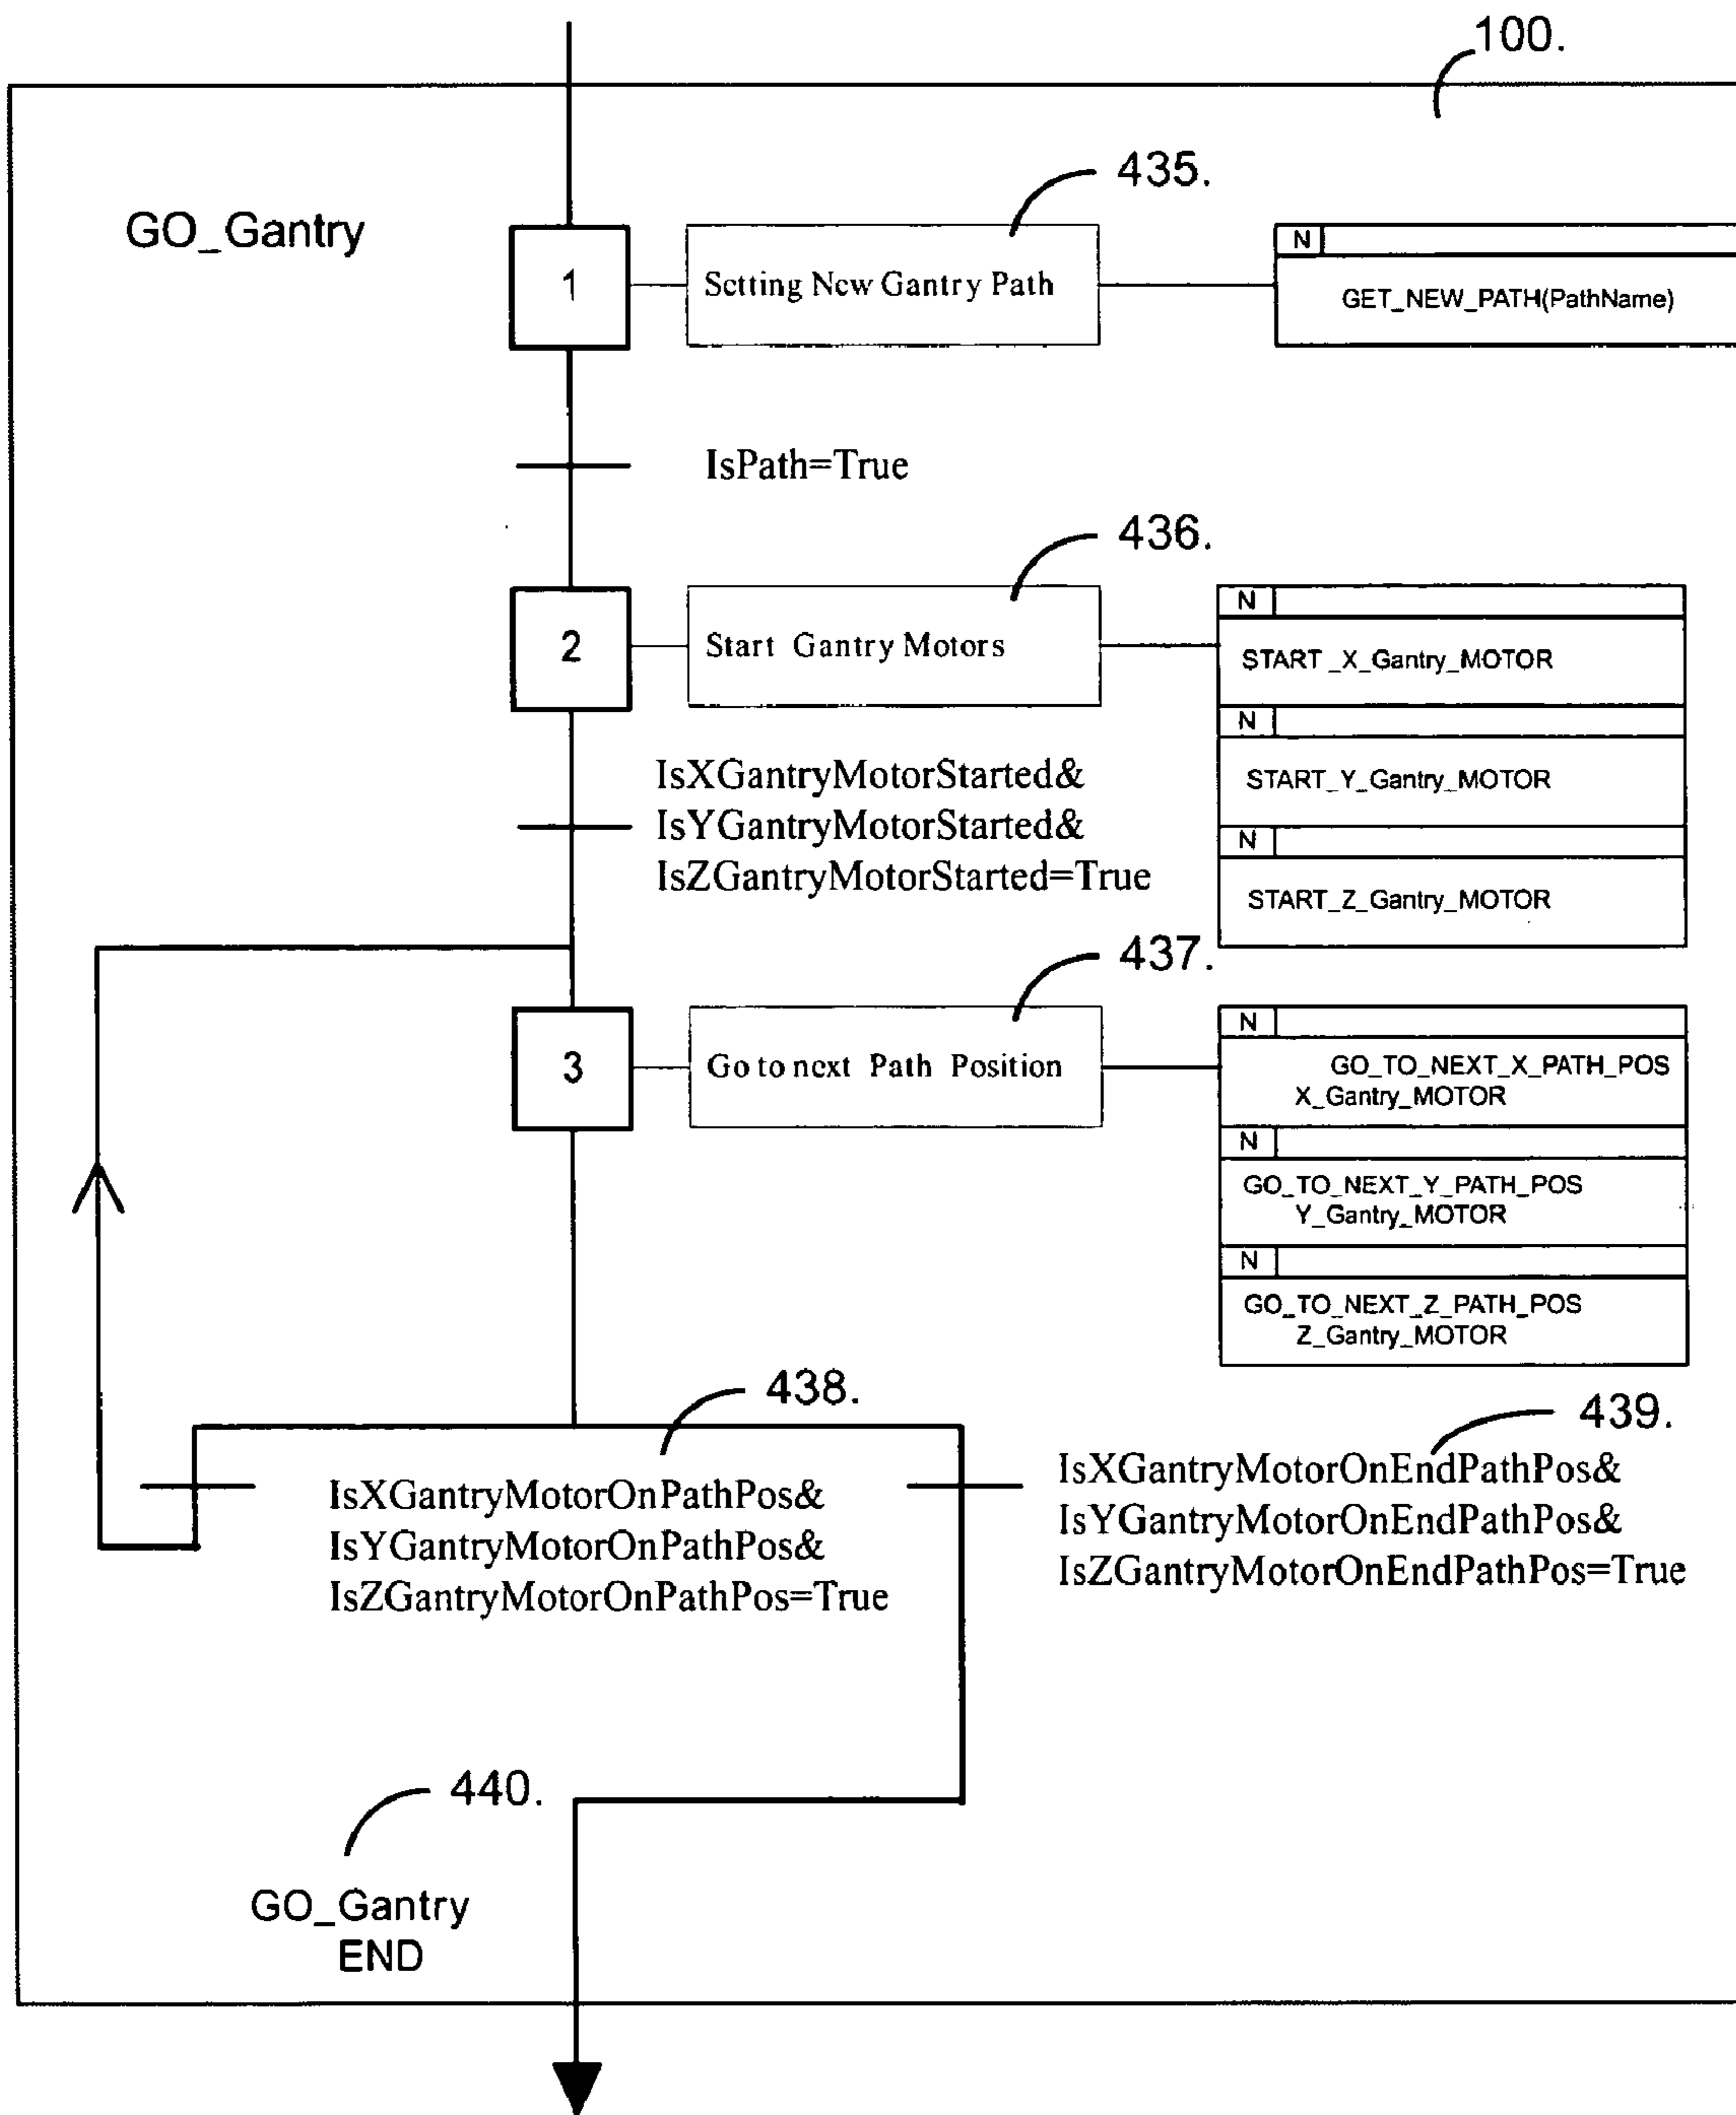 100.
435.
GO_Gantry
1
Setting New Gantry Path
N
GET_NEW_PATH(PathName)
IsPath=True
436.
2
Start Gantry Motors
N
START _X_Gantry_MOTOR
N
START_Y_Gantry_MOTOR
N
START_Z_Gantry_MOTOR
IsXGantryMotorStarted&
IsYGantryMotorStarted&
IsZGantryMotorStarted=True
437.
3
Go to next Path Position
N
GO_TO_NEXT_X_PATH_POS
X_Gantry_MOTOR
N
GO_TO_NEXT_Y_PATH_POS
Y_Gantry_MOTOR
N
GO_TO_NEXT_Z_PATH_POS
Z_Gantry_MOTOR
438.
IsXGantryMotorOnPathPos&
IsYGantryMotorOnPathPos&
IsZGantryMotorOnPathPos=True
439.
IsXGantryMotorOnEndPathPos&
IsYGantryMotorOnEndPathPos&
IsZGantryMotorOnEndPathPos=True
440.
GO_Gantry
END